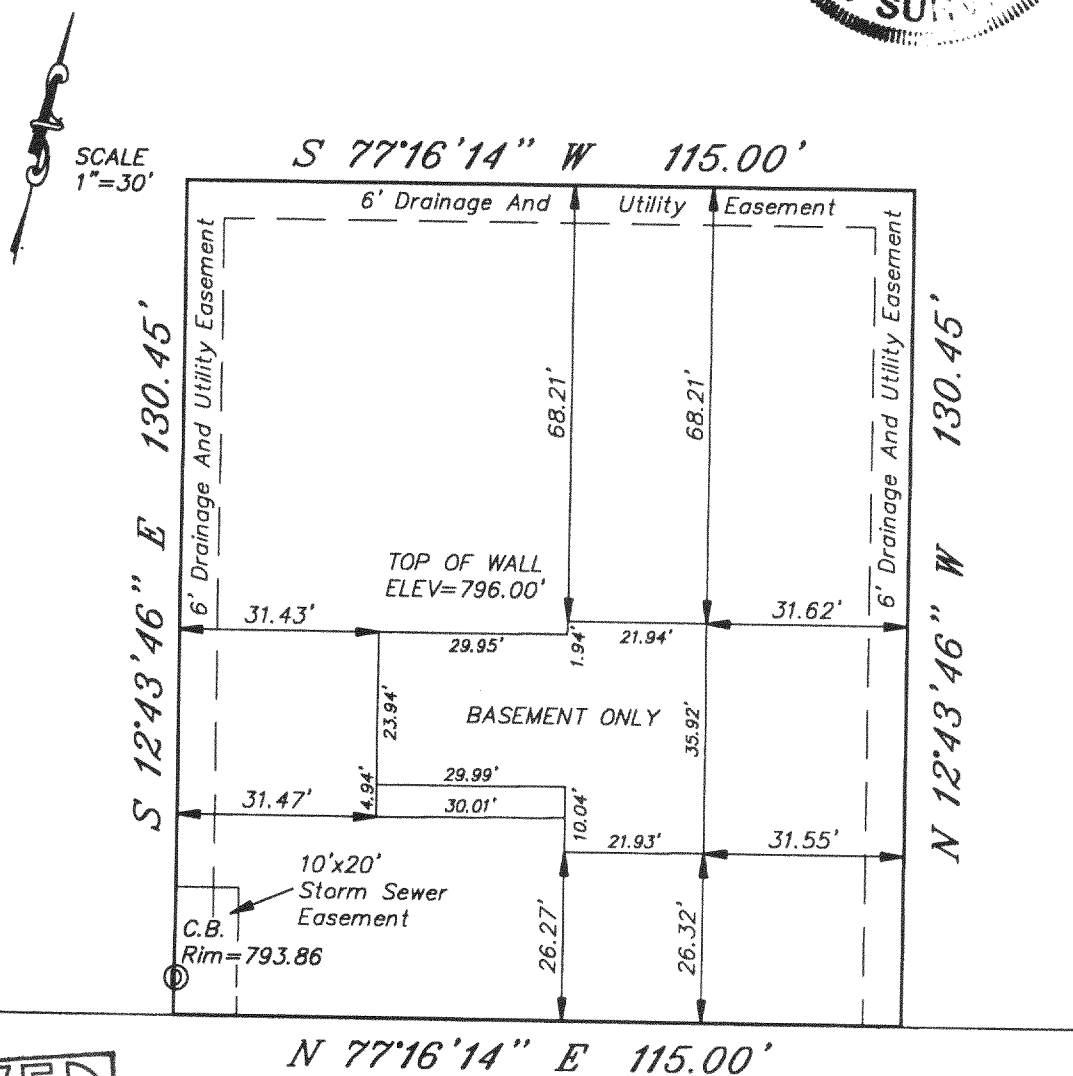 SU
SCALE
1"=30'
S 77°16'14" W 115.00'
6' Drainage And Utility Easement
6' Drainage And Utility Easement
6' Drainage And Utility Easement
S 12°43'46" E 130.45'
N 12°43'46" W 130.45'
68.21'
68.21'
TOP OF WALL
ELEV=796.00'
31.43'
31.62'
29.95'
1.94'
21.94'
23.94'
BASEMENT ONLY
35.92'
29.99'
4.94'
31.47'
30.01'
10.04'
21.93'
31.55'
10'x20'
Storm Sewer
Easement
C.B.
Rim=793.86
26.27'
26.32'
N 77°16'14" E 115.00'